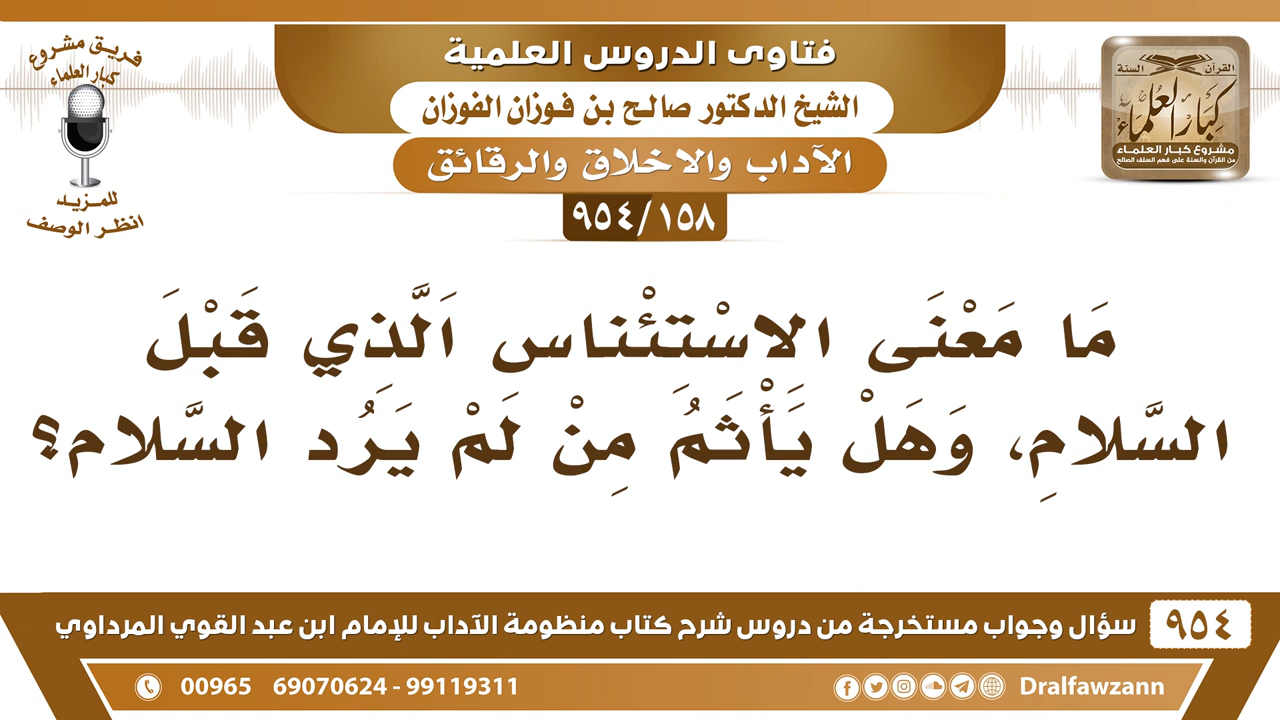 فريق مشروع
كبار العلماء
للمزيد
انظر الوصف
فتاوى الدروس العلمية
الشيخ الدكتور صالح بن فوزان الفوزان
الآداب والاخلاق والرقائق
٩٥٤/١٥٨
القرآن السنة
كبار العلماء
مشروع كبار العلماء
من القرآن والسنة على فهم السلف الصالح
مَا مَعْنَى الاسْتئْناس اَلَّذي قَبْلَ
السَّلامِ، وَهَلْ يَأْثَمُ مِنْ لَمْ يَرُد السَّلام؟
٩٥٤ سؤال وجواب مستخرجة من دروس شرح كتاب منظومة الآداب للإمام ابن عبد القوي المرداوي
00965 69070624 - 99119311
Dralfawzann